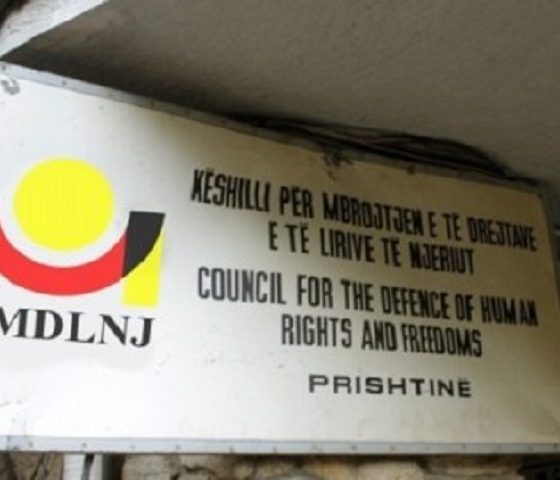 KËSHILLI PËR MBROJTJEN E TË DREJTAVE
E TË LIRIVE TË NJERIUT
COUNCIL FOR THE DEFENCE OF HUMAN
RIGHTS AND FREEDOMS
PRISHTINË
MDLNJ